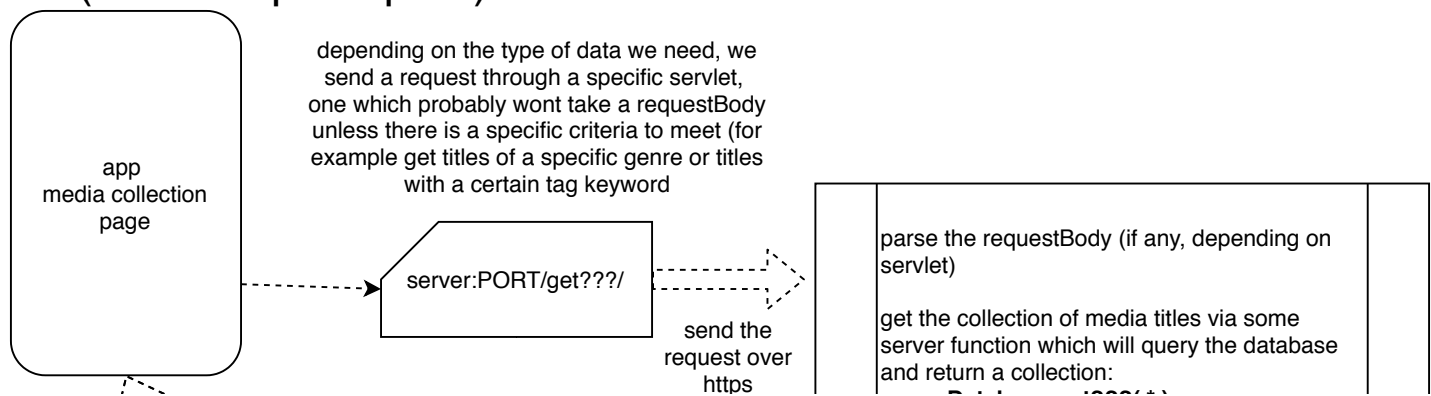 depending on the type of data we need, we
send a request through a specific servlet,
one which probably wont take a requestBody
unless there is a specific criteria to meet (for
example get titles of a specific genre or titles
with a certain tag keyword
app
media collection
page
server:PORT/get???/
send the
request over
https
parse the requestBody (if any, depending on
servlet)
get the collection of media titles via some
server function which will query the database
and return a collection: